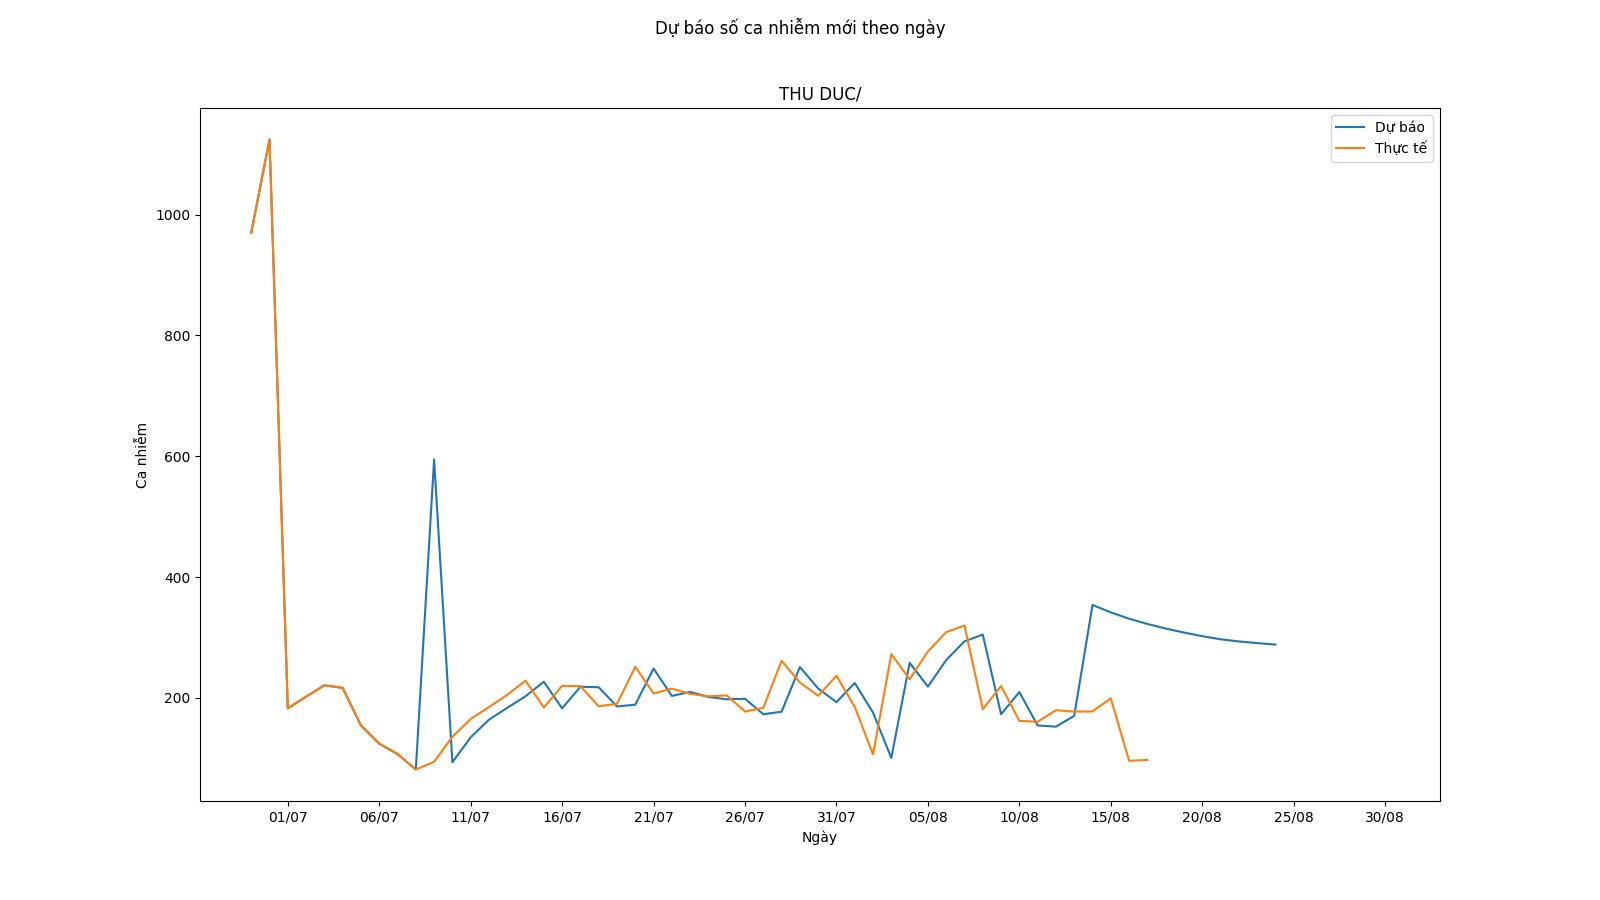 Dự báo số ca nhiễm mới theo ngày
THU DUC/
Dự báo
Thực tế
1000
800
600
400
200
Ca nhiễm
01/07 06/07 11/07 16/07 21/07 26/07 31/07 05/08 10/08 15/08 20/08 25/08 30/08
Ngày